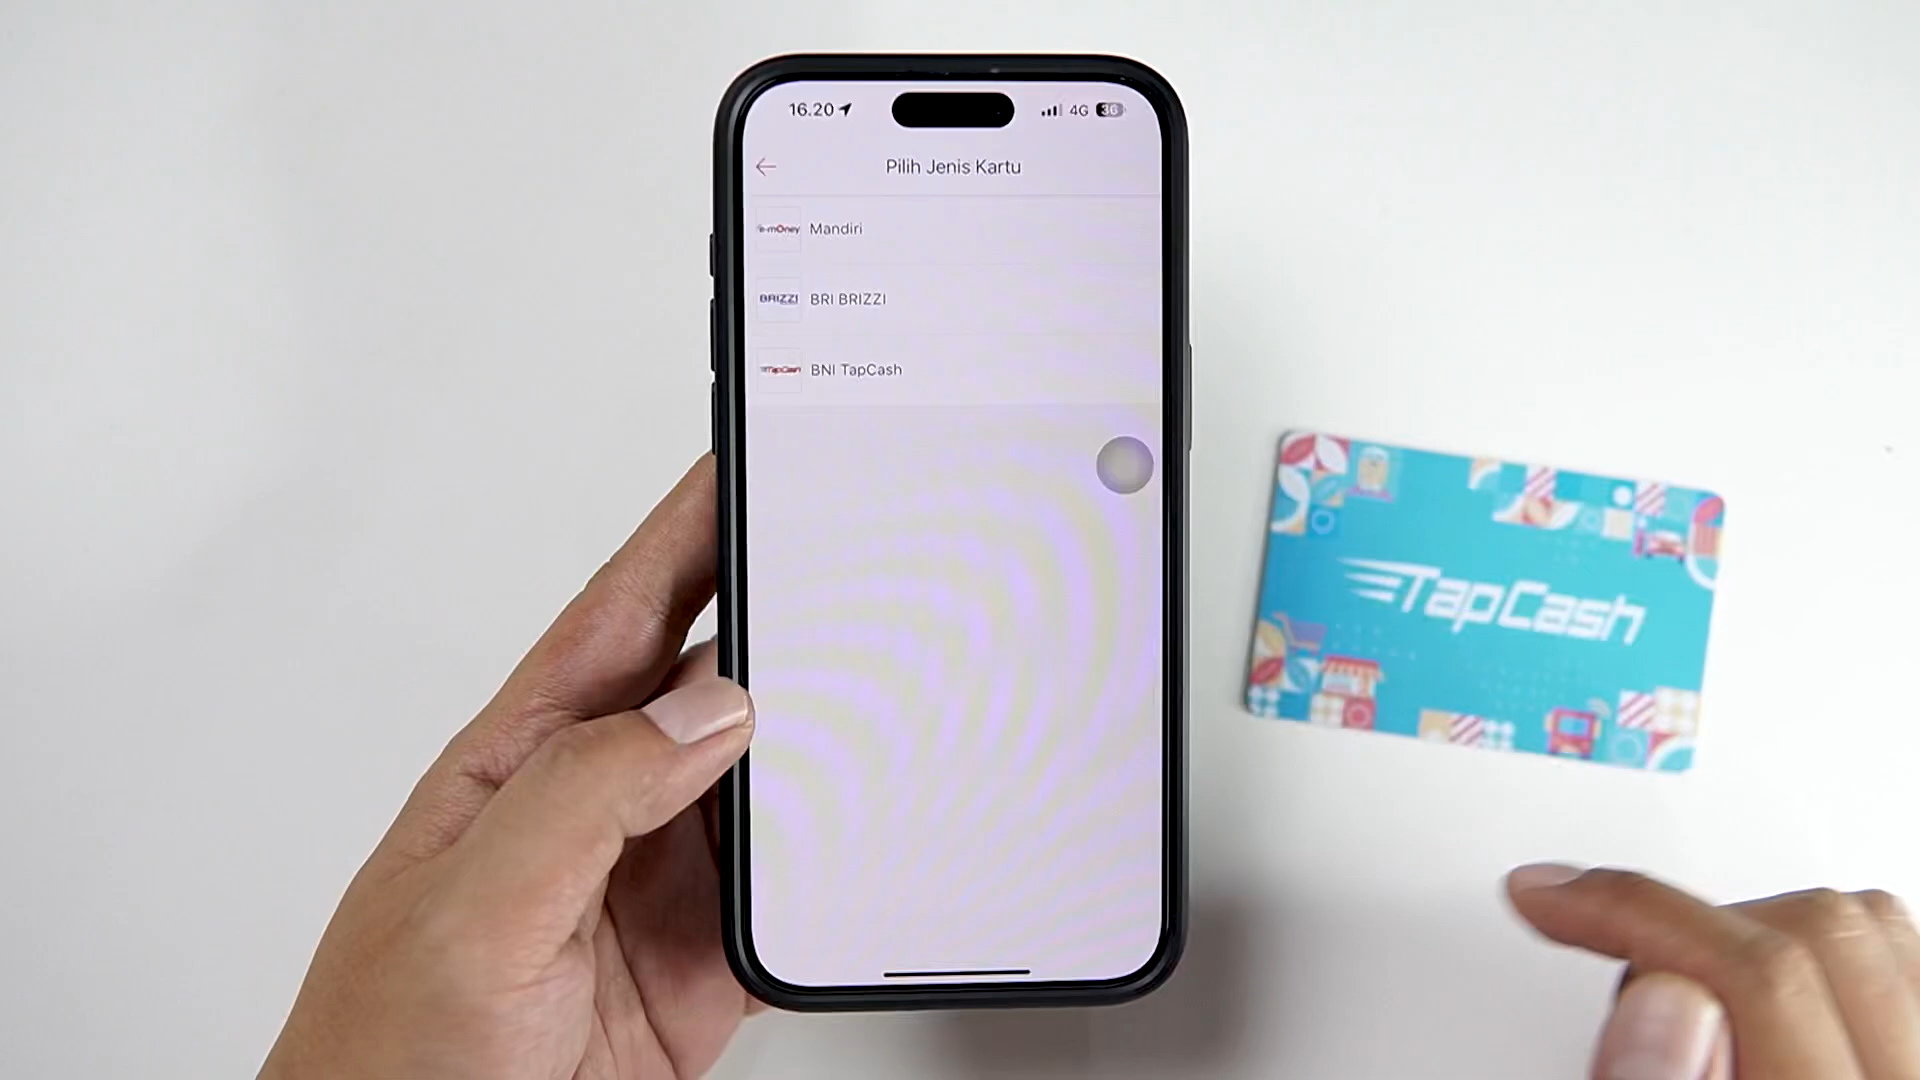 16.20
4G
36
Pilih Jenis Kartu
e-money
Mandiri
BRIZZI
BRI BRIZZI
TapCash
BNI TapCash
TapCash